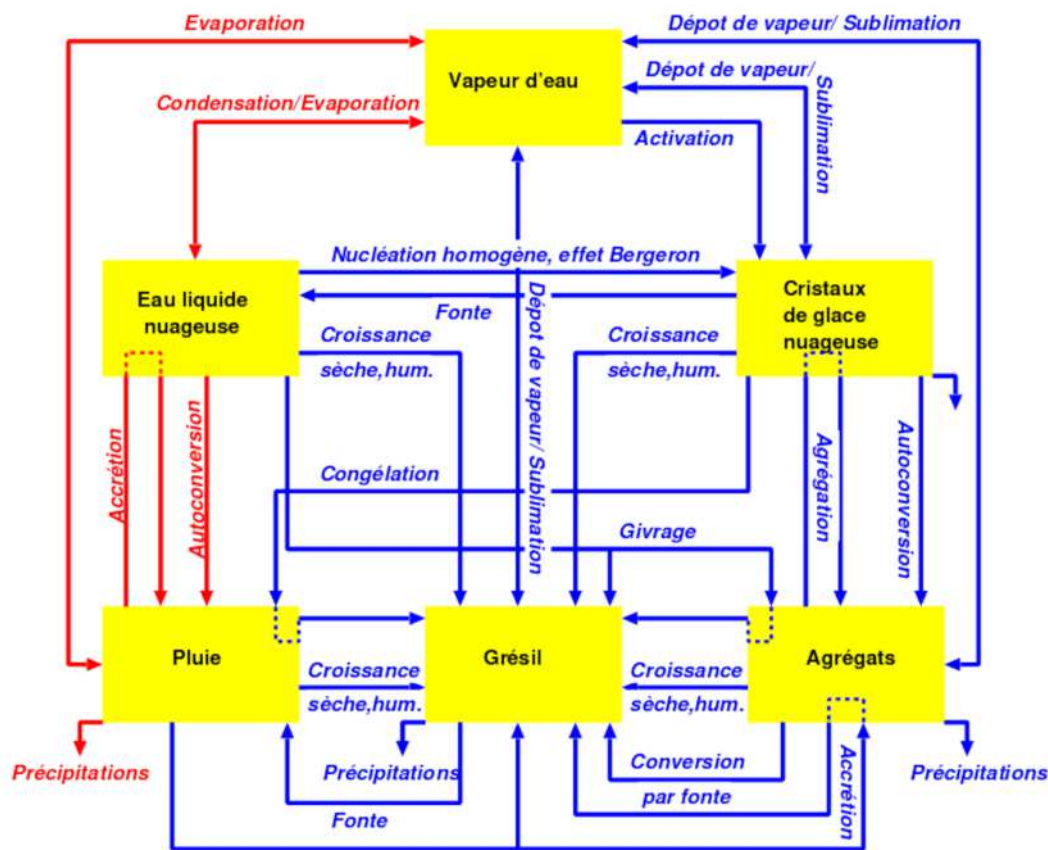 Evaporation
Dépot de vapeur/ Sublimation
Vapeur d'eau
Dépot de vapeur/
Sublimation
Condensation/Evaporation
Activation
Nucléation homogène, effet Bergeron
Eau liquide
nuageuse
Cristaux
de glace
nuageuse
Fonte
Dépot de vapeur/ Sublimation
Croissance
sèche,hum.
Croissance
sèche,hum.
Accrétion
Autoconversion
Agrégation
Autoconversion
Congélation
Givrage
Pluie
Grésil
Agrégats
Croissance
sèche,hum.
Croissance
sèche,hum.
Précipitations
Précipitations
Conversion
par fonte
Accrétion
Précipitations
Fonte